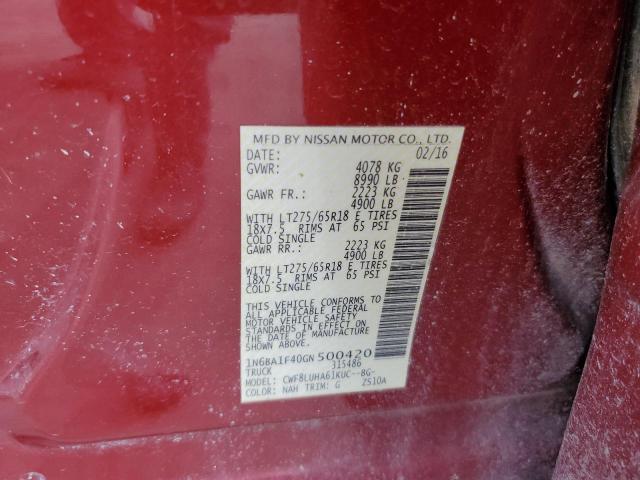 MFD BY NISSAN MOTOR CO., LTD.
DATE: 02/16
GVWR: 4078 KG
8990 LB
GAWR FR.: 2223 KG
4900 LB
WITH LT275/65R18 E TIRES
18X7.5 RIMS AT 65 PSI
COLD SINGLE
GAWR RR.: 2223 KG
4900 LB
WITH LT275/65R18 E TIRES
18X7.5 RIMS AT 65 PSI
COLD SINGLE
THIS VEHICLE CONFORMS TO
ALL APPLICABLE FEDERAL
MOTOR VEHICLE SAFETY
STANDARDS IN EFFECT ON
THE DATE OF MANUFACTURE
SHOWN ABOVE.
1N6BA1F40GN500420
TRUCK 315486
MODEL: CWF8LUHA61KUC--BG-
COLOR: NAH TRIM: G ZS10A